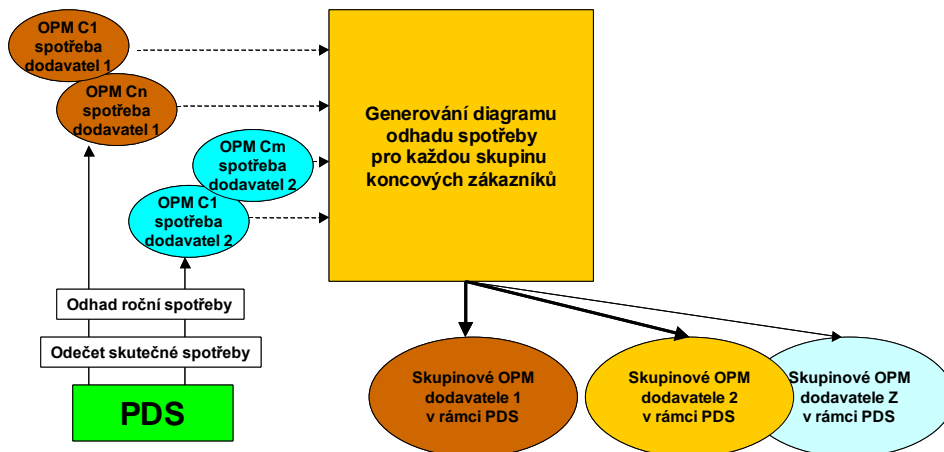 OPM C1
spotřeba
dodavatel 1
OPM Cn
spotřeba
dodavatel 1
OPM Cm
spotřeba
dodavatel 2
OPM C1
spotřeba
dodavatel 2
Generování diagramu
odhadu spotřeby
pro každou skupinu
koncových zákazníků
Odhad roční spotřeby
Odečet skutečné spotřeby
PDS
Skupinové OPM
dodavatele 1
v rámci PDS
Skupinové OPM
dodavatele 2
v rámci PDS
Skupinové OPM
dodavatele Z
v rámci PDS